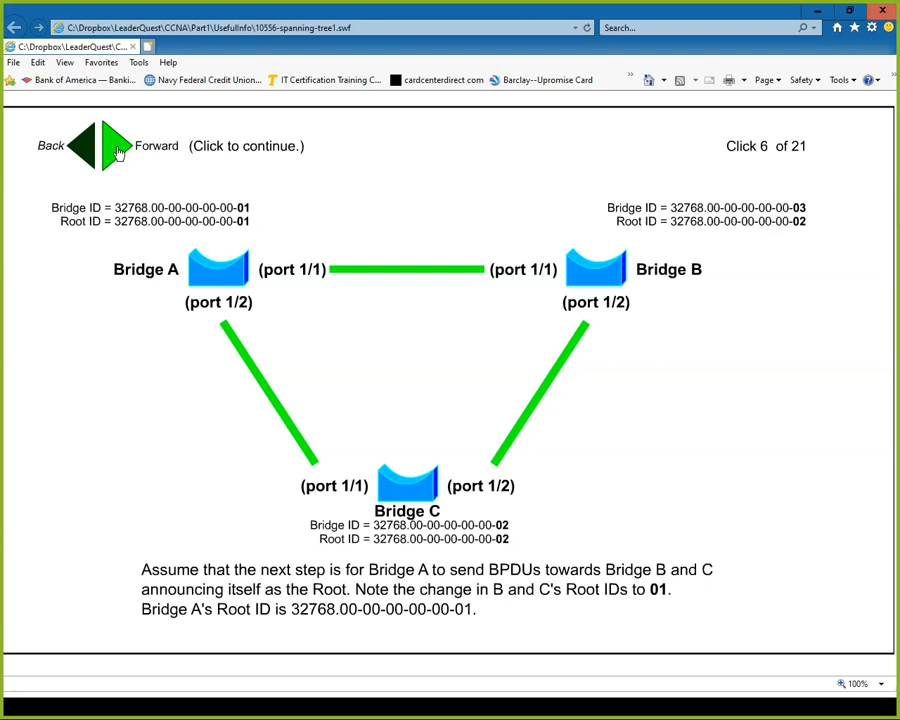 C:\Dropbox\LeaderQuest\CCNA\Part1\UsefulInfo\10556-spanning-tree1.swf
Search...
C:\Dropbox\LeaderQuest\C...
File Edit View Favorites Tools Help
Bank of America — Banki... Navy Federal Credit Union... IT Certification Training C... cardcenterdirect com Barclay--Upromise Card
Page Safety Tools
Back Forward (Click to continue.) Click 6 of 21
Bridge ID = 32768.00-00-00-00-00-01 Bridge ID = 32768.00-00-00-00-00-03
Root ID = 32768.00-00-00-00-00-01 Root ID = 32768.00-00-00-00-00-02
Bridge A (port 1/1) (port 1/1) Bridge B
(port 1/2) (port 1/2)
(port 1/1) (port 1/2)
Bridge C
Bridge ID = 32768.00-00-00-00-00-02
Root ID = 32768.00-00-00-00-00-02
Assume that the next step is for Bridge A to send BPDUs towards Bridge B and C
announcing itself as the Root. Note the change in B and C's Root IDs to 01.
Bridge A's Root ID is 32768.00-00-00-00-00-01.
100%